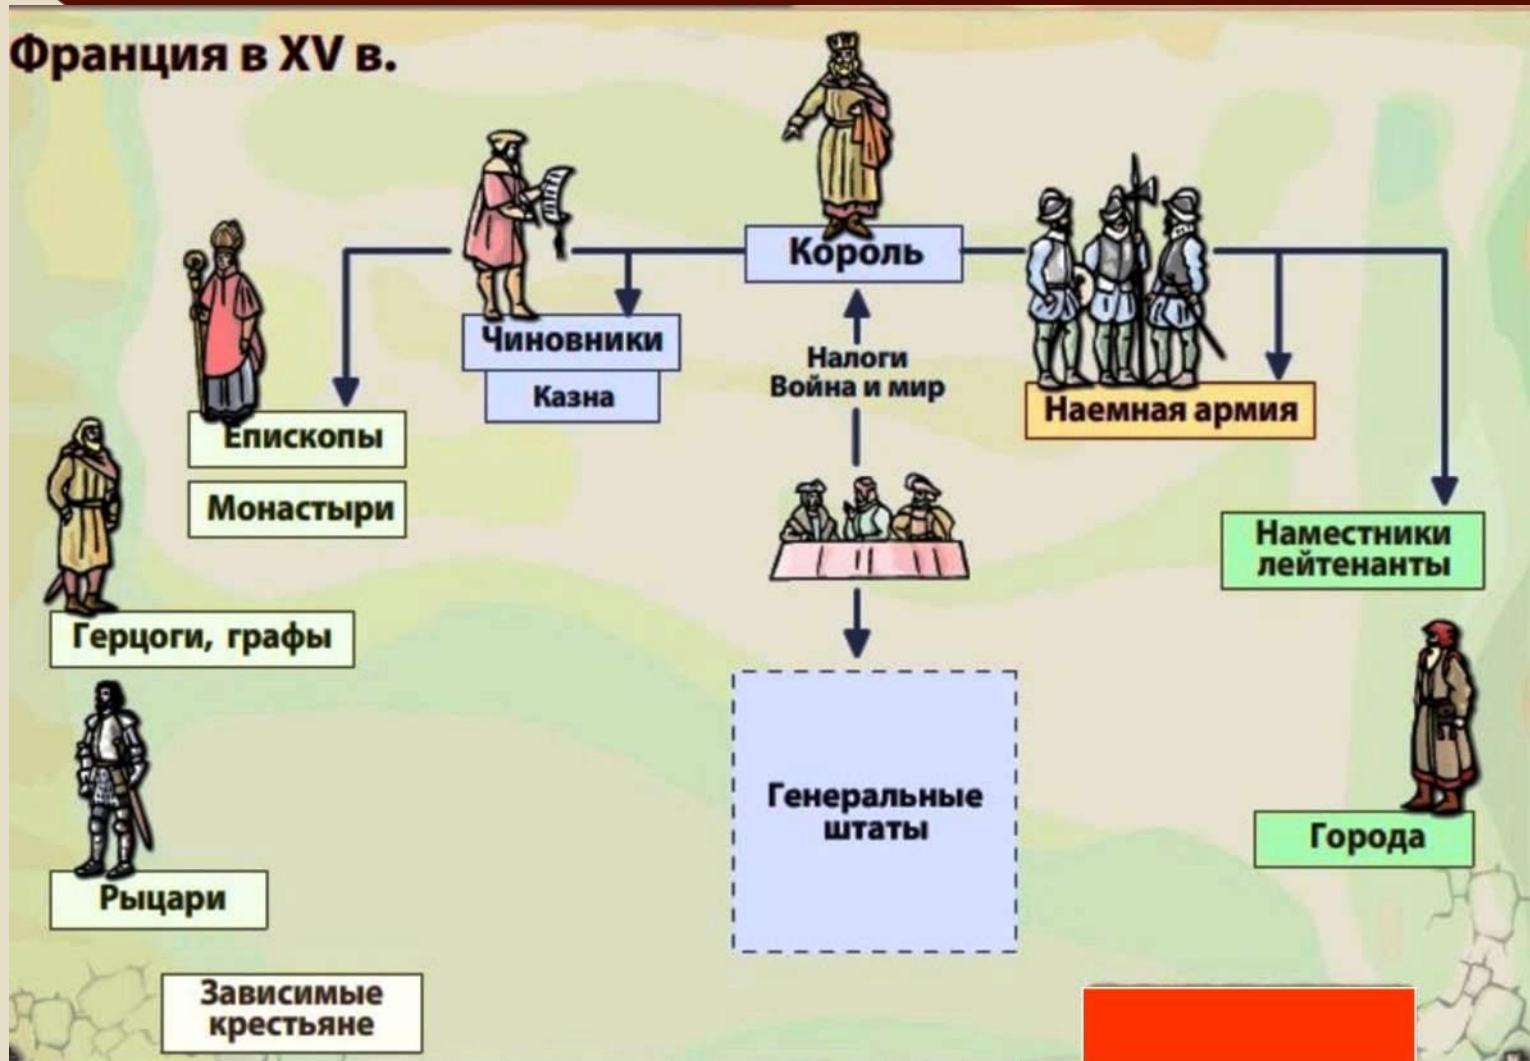 Франция в XV в.
Король
Чиновники
Казна
Налоги
Война и мир
Наемная армия
Епископы
Монастыри
Наместники
лейтенанты
Герцоги, графы
Генеральные
штаты
Города
Рыцари
Зависимые
крестьяне